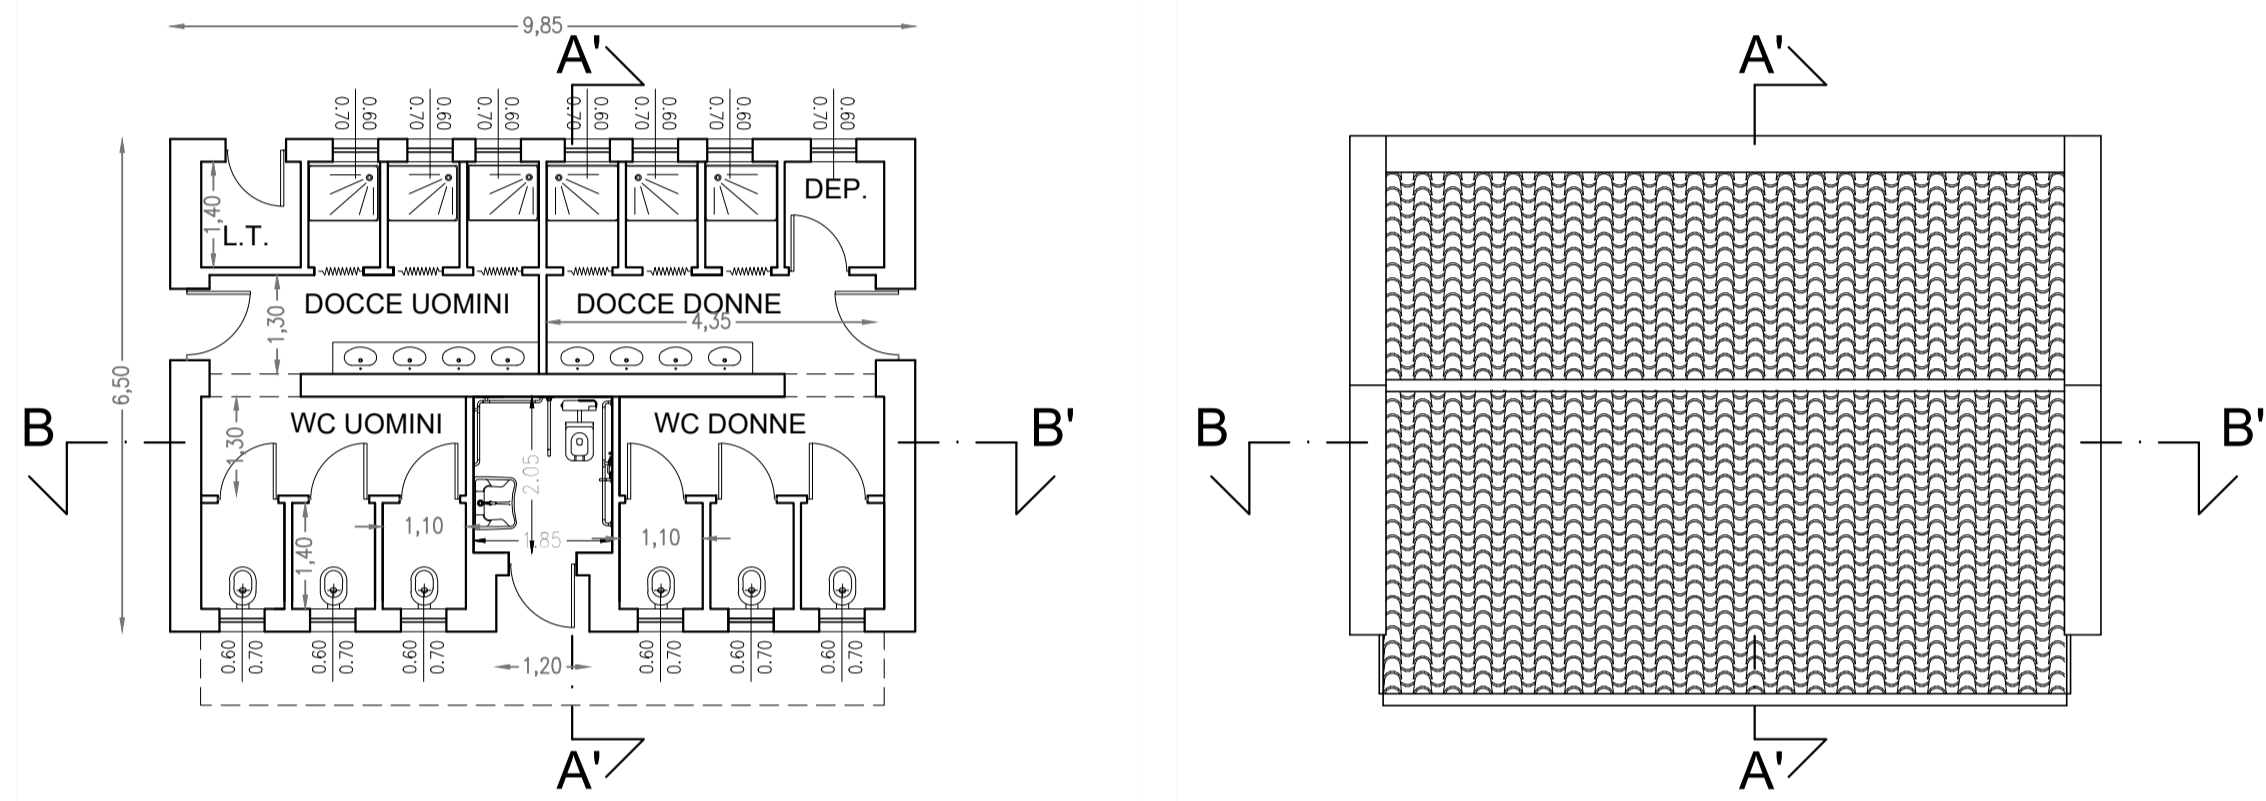 9,85
A'
A'
0.70 0.60 0.70 0.60 0.70 0.60 0.70 0.60 0.70 0.60 0.70 0.60 0.70 0.60
DEP.
1,40
L.T.
DOCCE UOMINI
DOCCE DONNE
1,30
4,35
6,50
B
WC UOMINI
WC DONNE
B'
B
B'
1,30
2.05
1,10
1,10
1.85
1,40
0.60 0.70 0.60 0.70 0.60 0.70 0.60 0.70 0.60 0.70 0.60 0.70
1,20
A'
A'